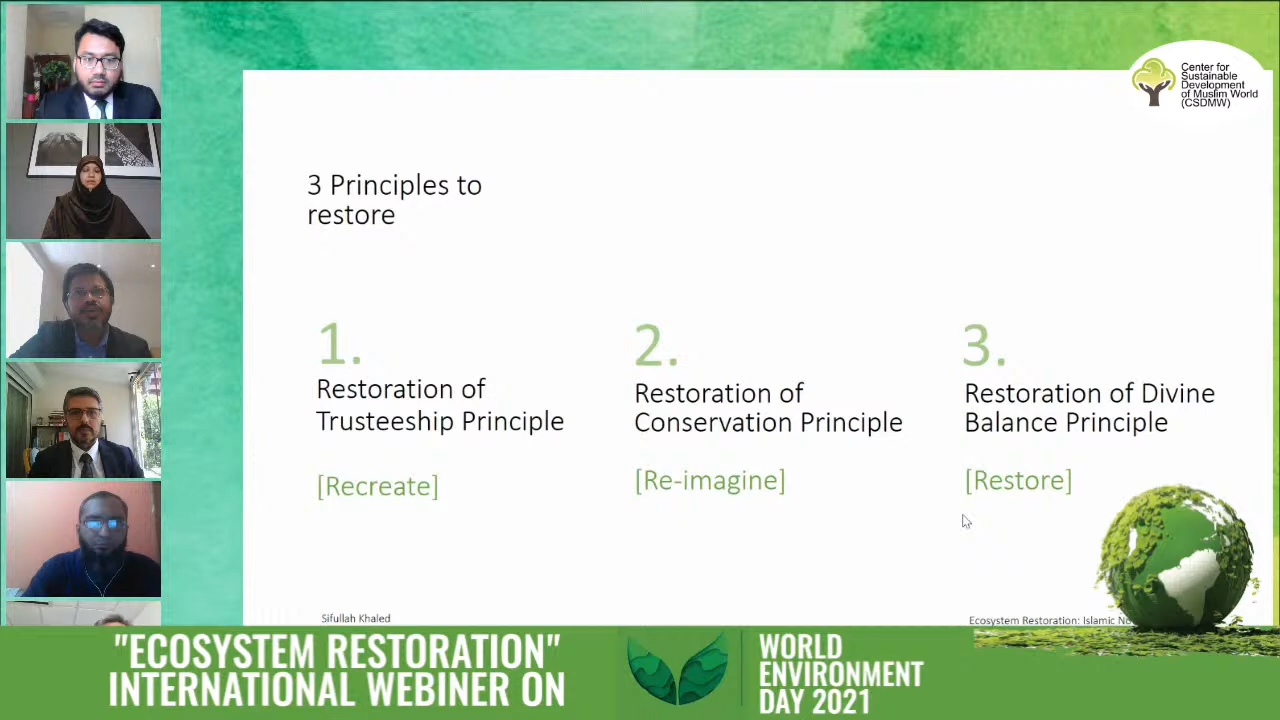 Center for
Sustainable
Development
of Muslim World
(CSDMW)
3 Principles to
restore
1.
Restoration of
Trusteeship Principle
[Recreate]
2.
Restoration of
Conservation Principle
[Re-imagine]
3.
Restoration of Divine
Balance Principle
[Restore]
Sifullah Khaled
Ecosystem Restoration: Islamic
"ECOSYSTEM RESTORATION"
INTERNATIONAL WEBINER ON
WORLD
ENVIRONMENT
DAY 2021